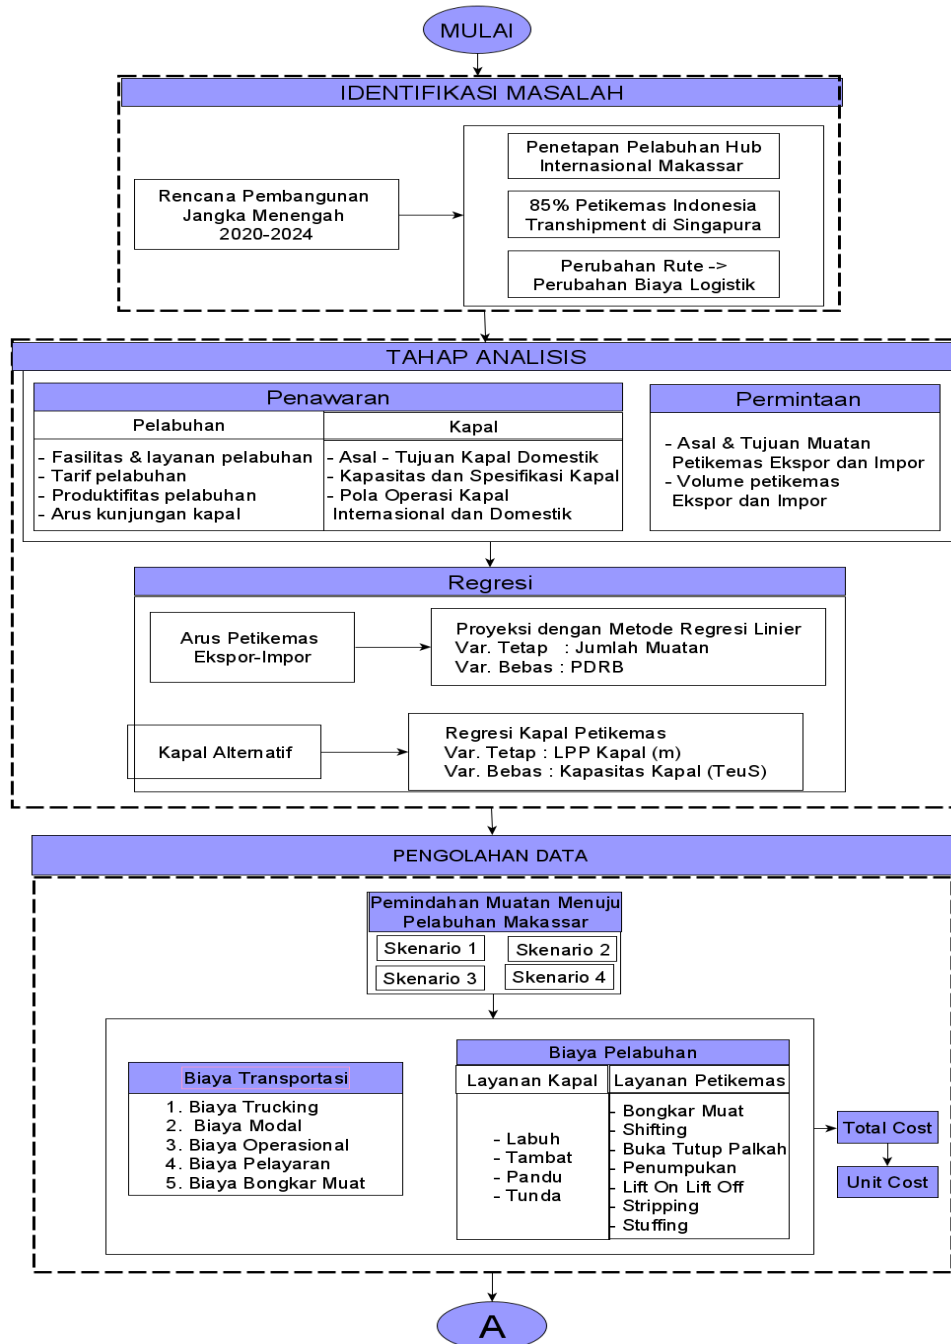 MULAI
IDENTIFIKASI MASALAH
Rencana Pembangunan
Jangka Menengah
2020-2024
Penetapan Pelabuhan Hub
Internasional Makassar
85% Petikemas Indonesia
Transhipment di Singapura
Perubahan Rute ->
Perubahan Biaya Logistik
TAHAP ANALISIS
Penawaran
Pelabuhan
- Fasilitas & layanan pelabuhan
- Tarif pelabuhan
- Produktifitas pelabuhan
- Arus kunjungan kapal
Kapal
- Asal - Tujuan Kapal Domestik
- Kapasitas dan Spesifikasi Kapal
- Pola Operasi Kapal
Internasional dan Domestik
Permintaan
- Asal & Tujuan Muatan
Petikemas Ekspor dan Impor
- Volume petikemas
Ekspor dan Impor
Regresi
Arus Petikemas
Ekspor-Impor
Proyeksi dengan Metode Regresi Linier
Var. Tetap : Jumlah Muatan
Var. Bebas : PDRB
Kapal Alternatif
Regresi Kapal Petikemas
Var. Tetap : LPP Kapal (m)
Var. Bebas : Kapasitas Kapal (TeuS)
PENGOLAHAN DATA
Pemindahan Muatan Menuju
Pelabuhan Makassar
Skenario 1
Skenario 2
Skenario 3
Skenario 4
Biaya Transportasi
1. Biaya Trucking
2. Biaya Modal
3. Biaya Operasional
4. Biaya Pelayaran
5. Biaya Bongkar Muat
Biaya Pelabuhan
Layanan Kapal
- Labuh
- Tambat
- Pandu
- Tunda
Layanan Petikemas
- Bongkar Muat
- Shifting
- Buka Tutup Palkah
- Penumpukan
- Lift On Lift Off
- Stripping
- Stuffing
Total Cost
Unit Cost
A